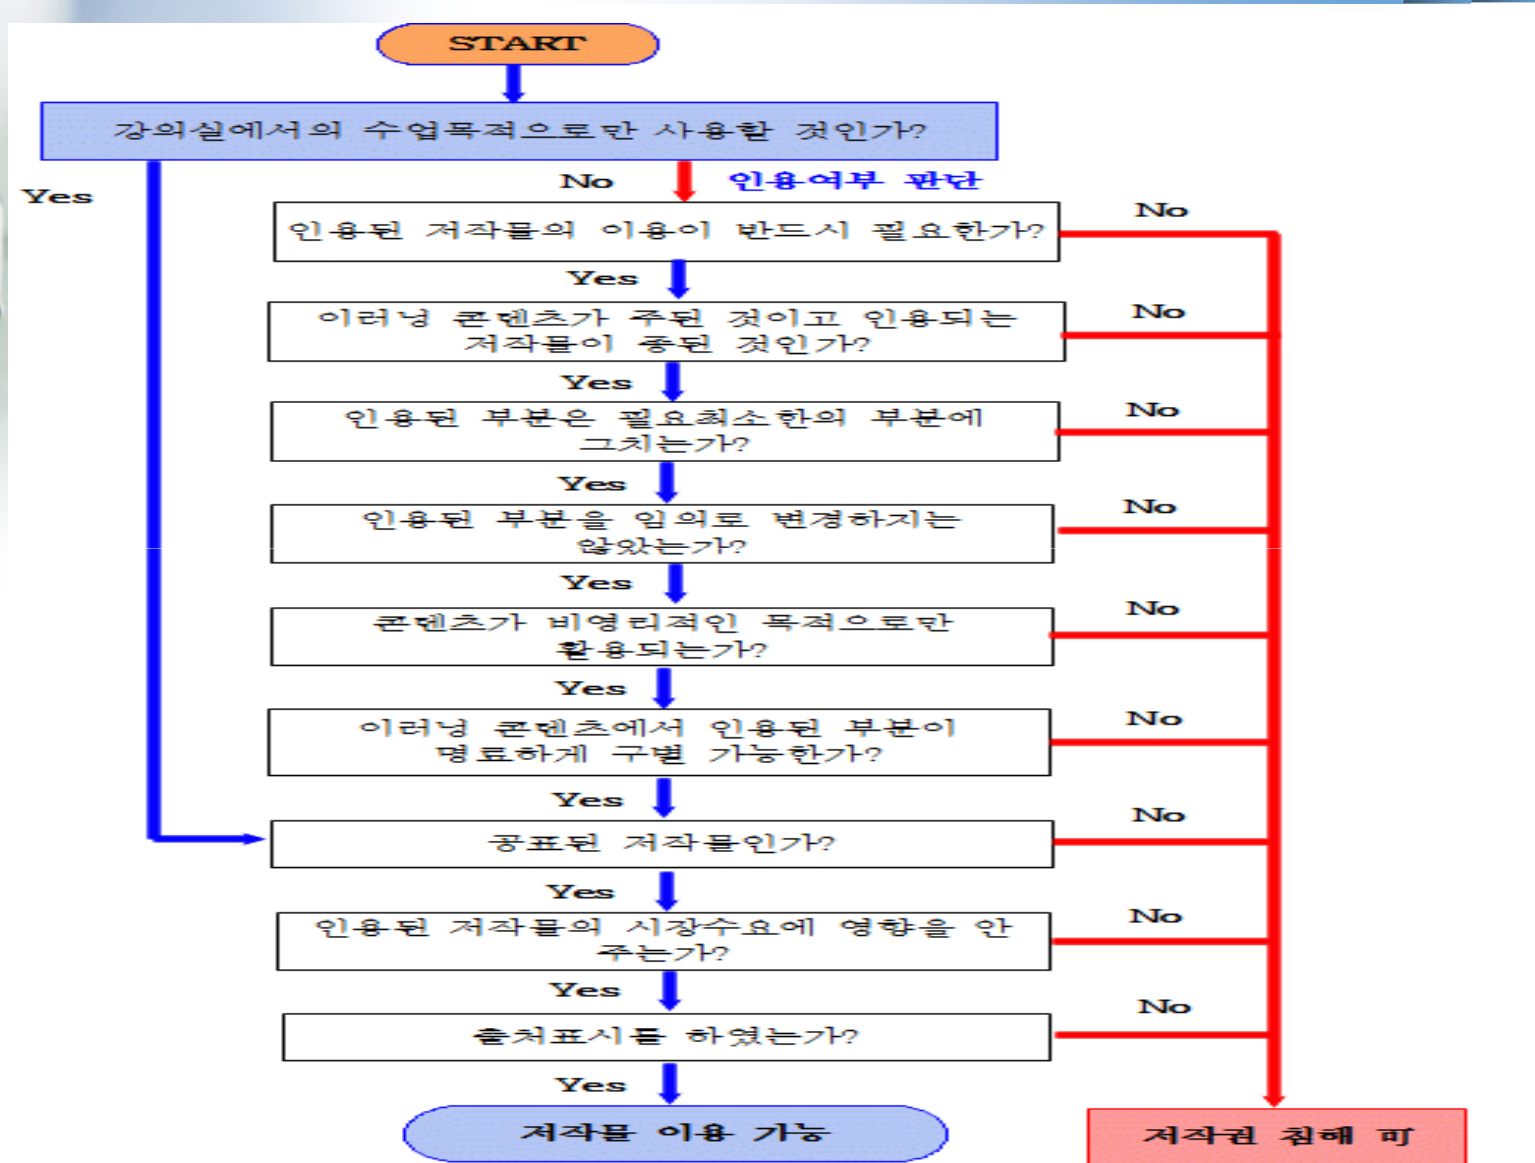 START
강의실에서의 수업목적으로만 사용할 것인가?
Yes
No
인용여부 판단
인용된 저작물의 이용이 반드시 필요한가?
No
Yes
이러닝 콘텐츠가 주된 것이고 인용되는
저작물이 종된 것인가?
No
Yes
인용된 부분은 필요최소한의 부분에
그치는가?
No
Yes
인용된 부분을 임의로 변경하지는
않았는가?
No
Yes
콘텐츠가 비영리적인 목적으로만
활용되는가?
No
Yes
이러닝 콘텐츠에서 인용된 부분이
명료하게 구별 가능한가?
No
Yes
공표된 저작물인가?
No
Yes
인용된 저작물의 시장수요에 영향을 안
주는가?
No
Yes
출처표시를 하였는가?
No
Yes
저작물 이용 가능
저작권 침해 可